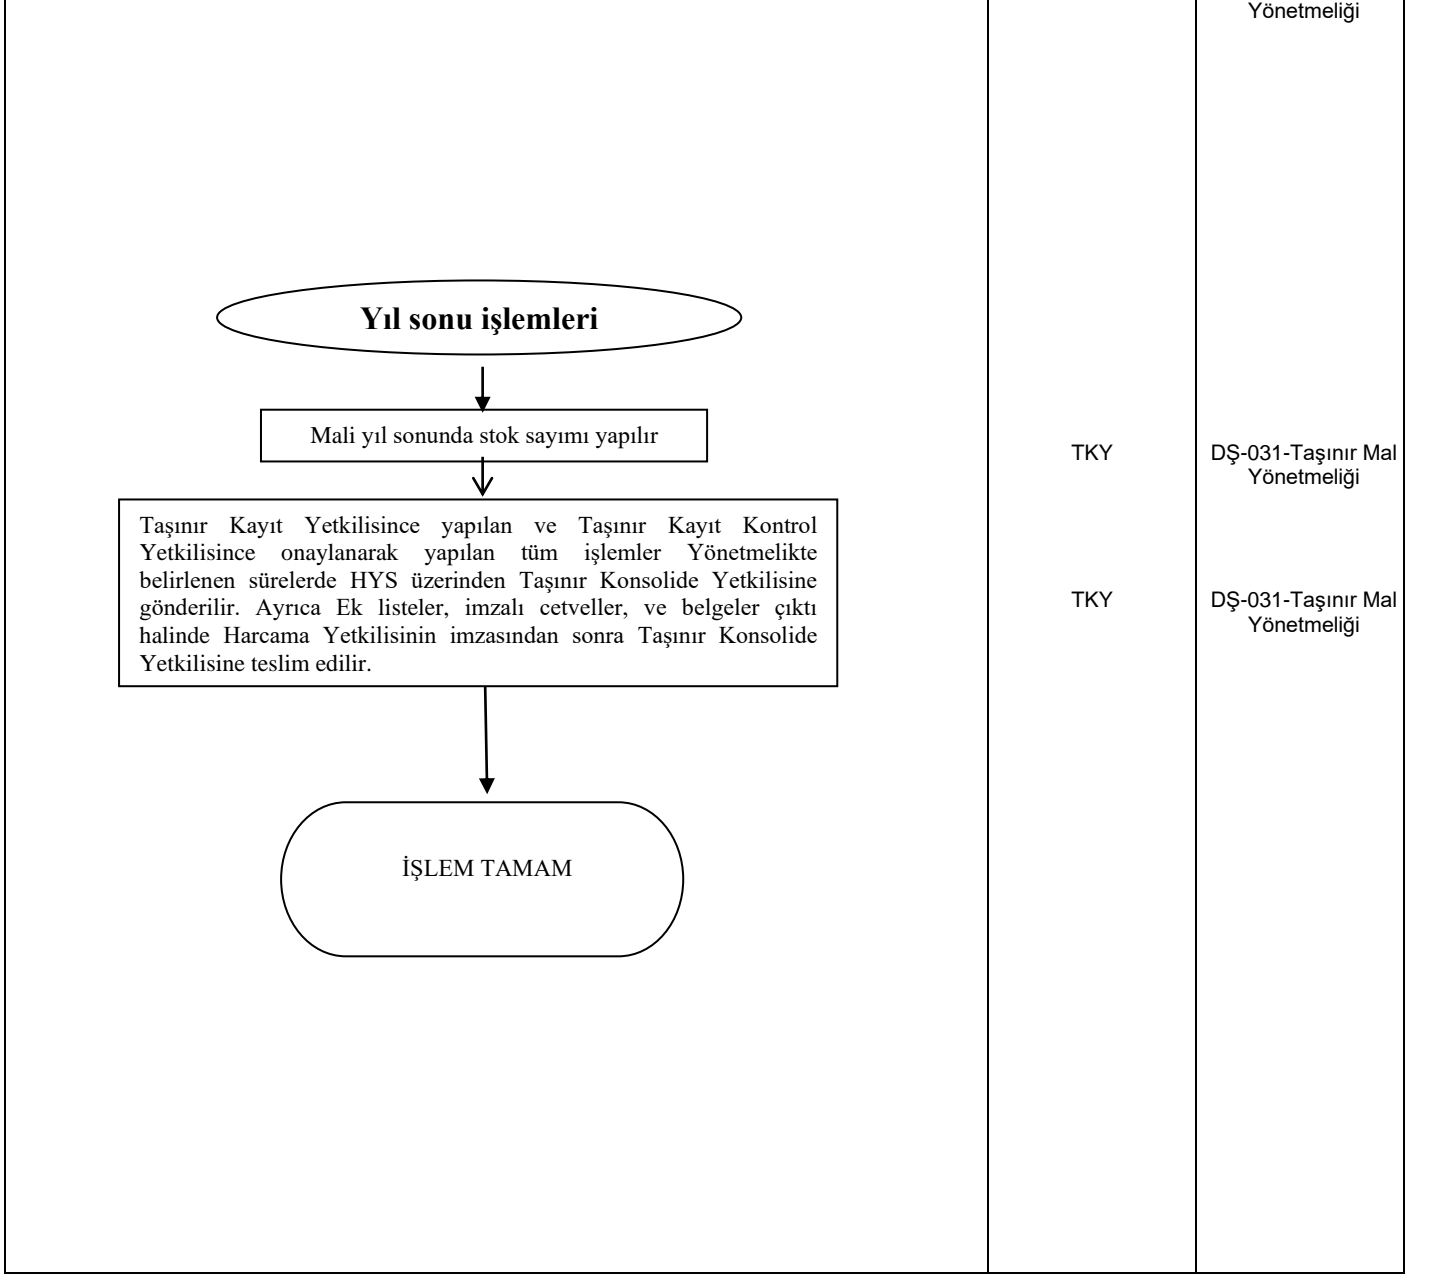 Yönetmeliği
Yıl sonu işlemleri
Mali yıl sonunda stok sayımı yapılır
TKY
DŞ-031-Taşınır Mal
Yönetmeliği
Taşınır Kayıt Yetkilisince yapılan ve Taşınır Kayıt Kontrol
Yetkilisince onaylanarak yapılan tüm işlemler Yönetmelikte
belirlenen sürelerde HYS üzerinden Taşınır Konsolide Yetkilisine
gönderilir. Ayrıca Ek listeler, imzalı cetveller, ve belgeler çıktı
halinde Harcama Yetkilisinin imzasından sonra Taşınır Konsolide
Yetkilisine teslim edilir.
TKY
DŞ-031-Taşınır Mal
Yönetmeliği
İŞLEM TAMAM